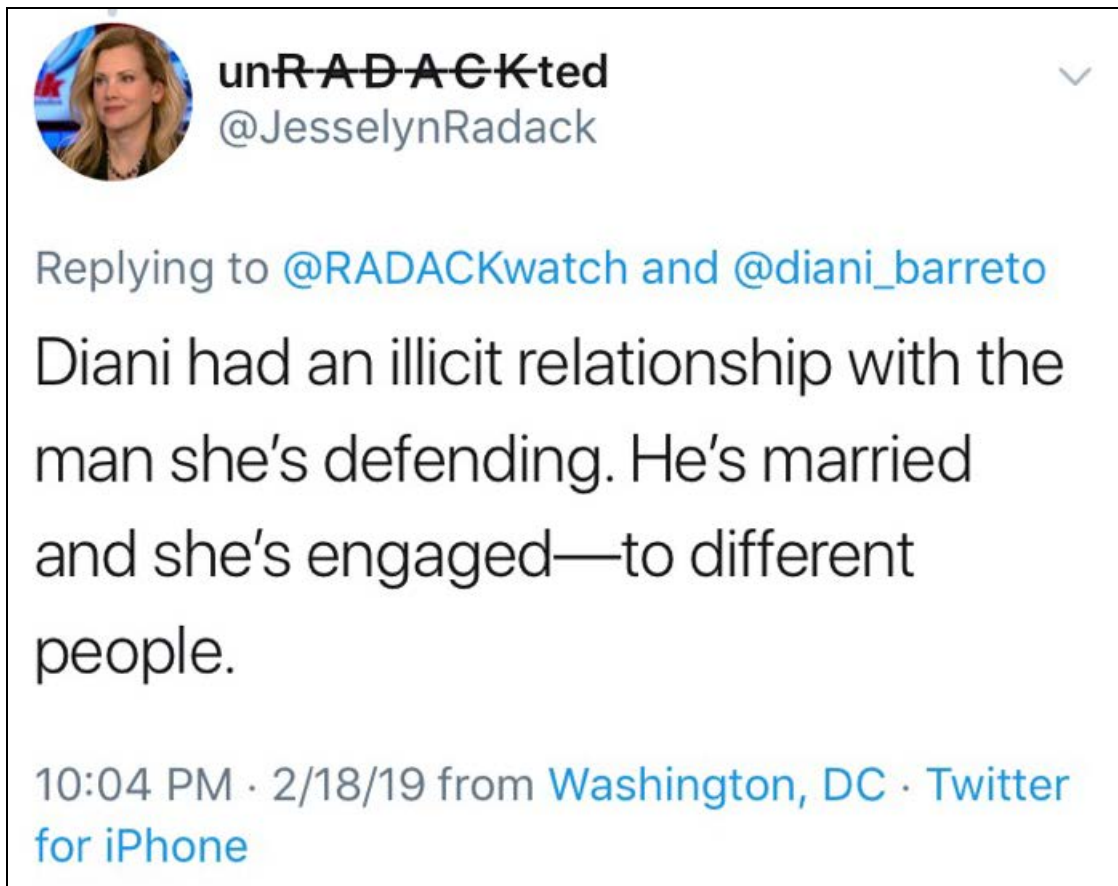 unRADACKted
@JesselynRadack
Replying to @RADACKwatch and @diani_barreto
Diani had an illicit relationship with the
man she's defending. He's married
and she's engaged—to different
people.
10:04 PM · 2/18/19 from Washington, DC · Twitter
for iPhone